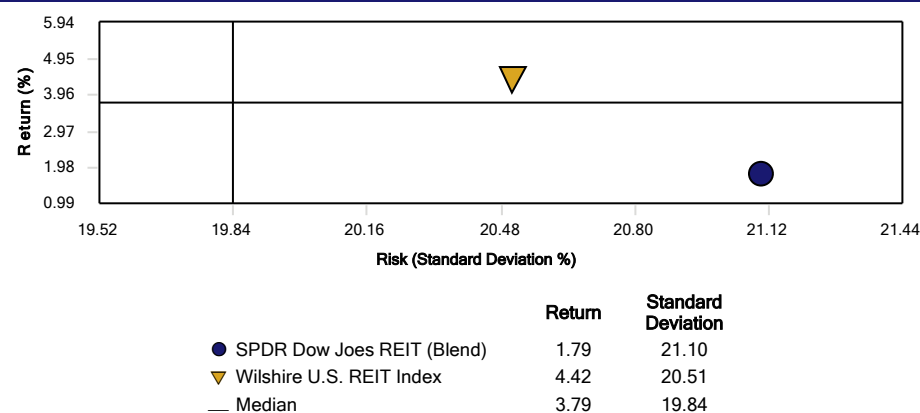 5.94
4.95
3.96
2.97
1.98
0.99
Return (%)
19.52 19.84 20.16 20.48 20.80 21.12 21.44
Risk (Standard Deviation %)
Return Standard Deviation
SPDR Dow Joes REIT (Blend) 1.79 21.10
Wilshire U.S. REIT Index 4.42 20.51
Median 3.79 19.84